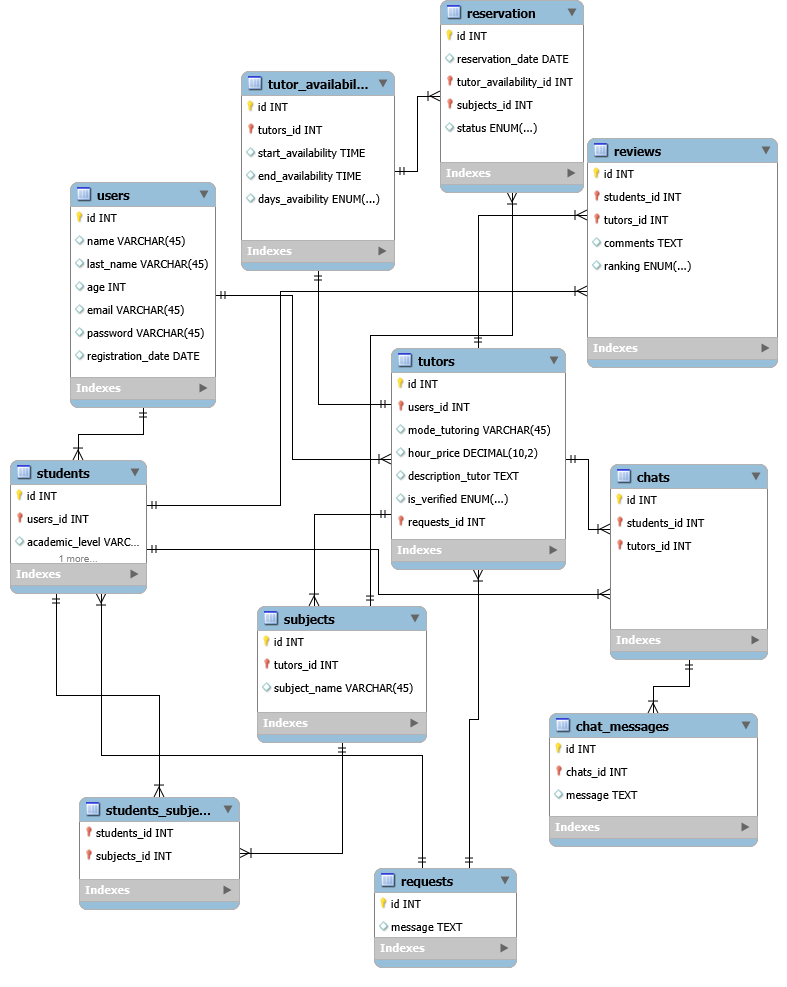 reservation
id INT
reservation_date DATE
tutor_availability_id INT
subjects_id INT
status ENUM(...)
Indexes
tutor_availabil...
id INT
tutors_id INT
start_availability TIME
end_availability TIME
days_avaibility ENUM(...)
Indexes
reviews
id INT
students_id INT
tutors_id INT
comments TEXT
ranking ENUM(...)
Indexes
users
id INT
name VARCHAR(45)
last_name VARCHAR(45)
age INT
email VARCHAR(45)
password VARCHAR(45)
registration_date DATE
Indexes
tutors
id INT
users_id INT
mode_tutoring VARCHAR(45)
hour_price DECIMAL(10,2)
description_tutor TEXT
is_verified ENUM(...)
requests_id INT
Indexes
students
id INT
users_id INT
academic_level VARC...
1 more...
Indexes
chats
id INT
students_id INT
tutors_id INT
Indexes
subjects
id INT
tutors_id INT
subject_name VARCHAR(45)
Indexes
chat_messages
id INT
chats_id INT
message TEXT
Indexes
students_subje...
students_id INT
subjects_id INT
Indexes
requests
id INT
message TEXT
Indexes